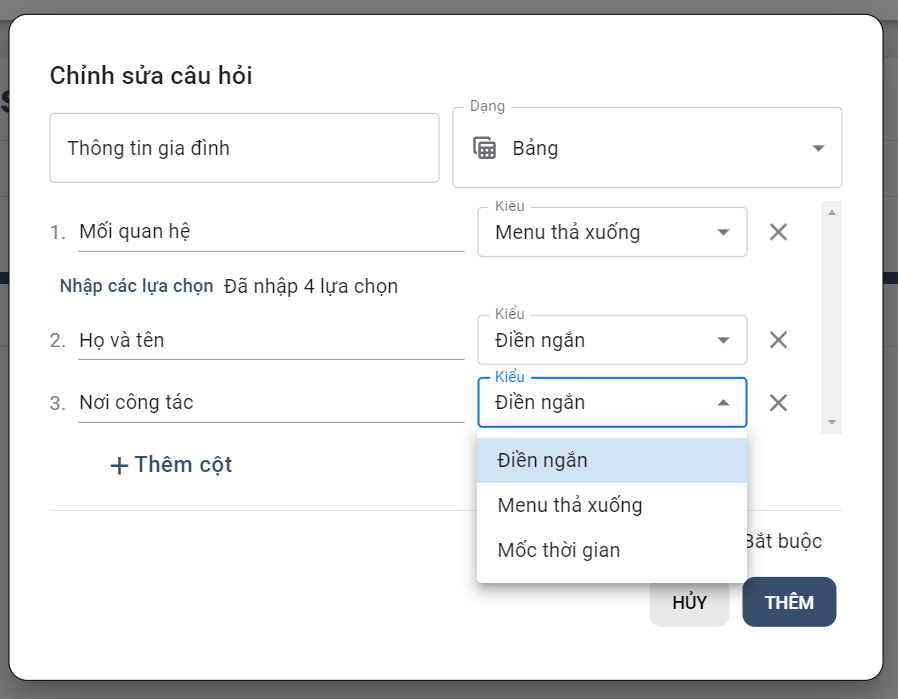 Chỉnh sửa câu hỏi
Dạng
Thông tin gia đình
Bảng
Kiểu
1. Mối quan hệ
Menu thả xuống
Nhập các lựa chọn Đã nhập 4 lựa chọn
Kiểu
2. Họ và tên
Điền ngắn
Kiểu
3. Nơi công tác
Điền ngắn
+ Thêm cột
Điền ngắn
Menu thả xuống
Mốc thời gian
Bắt buộc
HỦY
THÊM